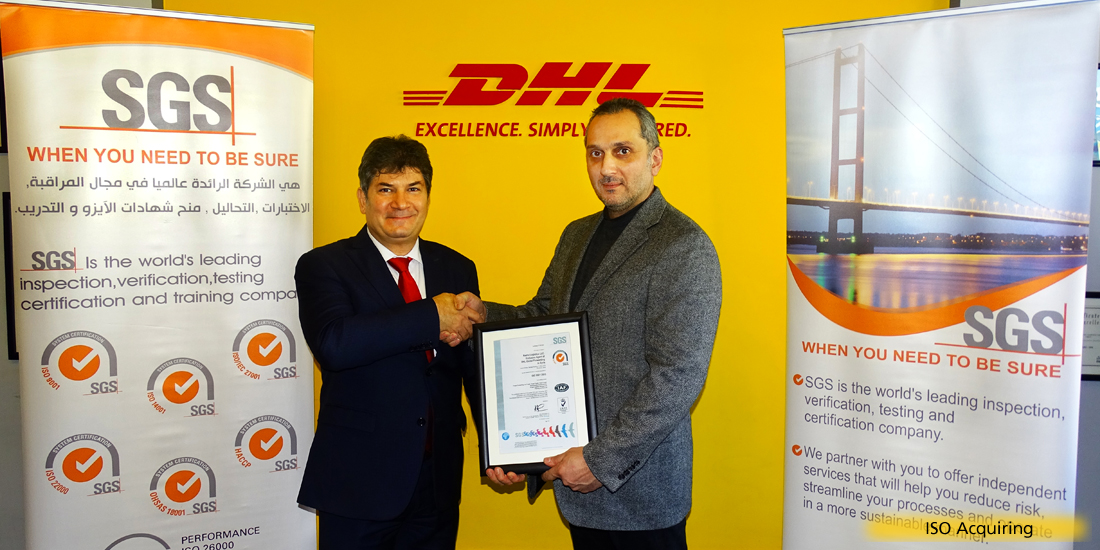 SGS
WHEN YOU NEED TO BE SURE
هي الشركة الرائدة عالميا في مجال المراقبة,
الاختبارات ,التحاليل , منح شهادات الآيزو و التدريب.
SGS Is the world's leading
inspection,verification,testing
certification and training compa
SYSTEM CERTIFICATION
ISO 9001
SGS
SYSTEM CERTIFICATION
ISO 14001
SGS
SYSTEM CERTIFICATION
ISO/IEC 27001
SGS
SYSTEM CERTIFICATION
ISO 22000
SGS
SYSTEM CERTIFICATION
OHSAS 18001
SGS
SYSTEM CERTIFICATION
HACCP
SGS
PERFORMANCE
ISO 26000
DHL
EXCELLENCE. SIMPLY RED.
SGS
IAF
SGS
WHEN YOU NEED TO BE SURE
SGS is the world's leading inspection,
verification, testing and
certification company.
We partner with you to offer independent
services that will help you reduce risk,
streamline your processes and ate
in a more sustainable nner.
ISO Acquiring